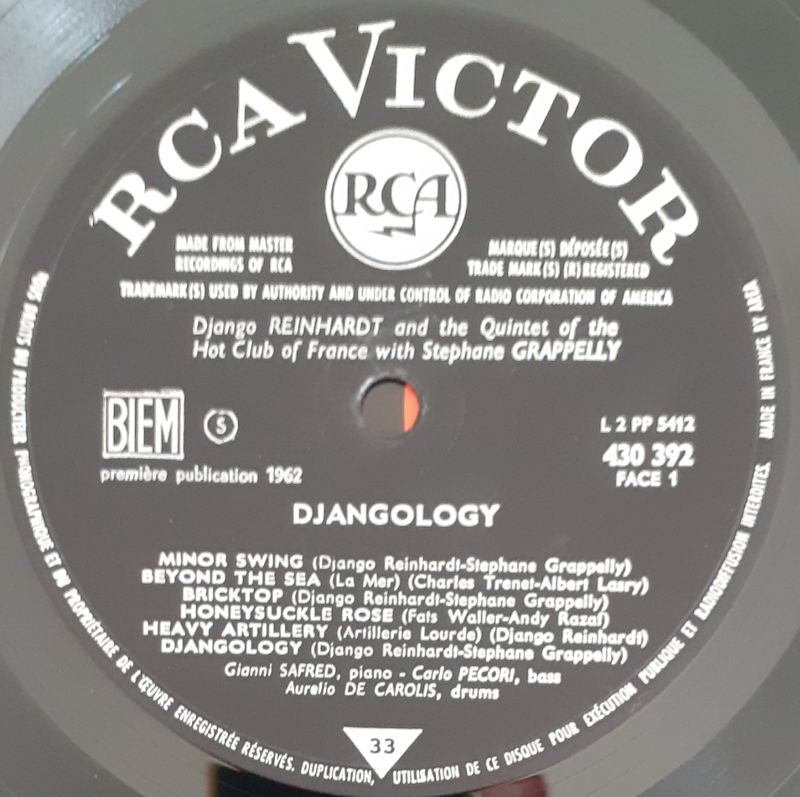 RCA VICTOR
RCA
MADE FROM MASTER
RECORDINGS OF RCA
MARQUE(S) DÉPOSÉE(S)
TRADE MARK(S) (R) REGISTERED
TRADEMARK(S) USED BY AUTHORITY AND UNDER CONTROL OF RADIO CORPORATION OF AMERICA
Django REINHARDT and the Quintet of the
Hot Club of France with Stephane GRAPPELLY
BIEM
S
première publication 1962
L 2 PP 5412
430 392
FACE 1
DJANGOLOGY
MINOR SWING (Django Reinhardt-Stephane Grappelly)
BEYOND THE SEA (La Mer) (Charles Trenet-Albert Lasry)
BRICKTOP (Django Reinhardt-Stephane Grappelly)
HONEYSUCKLE ROSE (Fats Waller-Andy Razaf)
HEAVY ARTILLERY (Artillerie Lourde) (Django Reinhardt)
DJANGOLOGY (Django Reinhardt-Stephane Grappelly)
Gianni SAFRED, piano - Carlo PECORI, bass
Aurelio DE CAROLIS, drums
33
TOUS DROITS DU PRODUCTEUR PHONOGRAPHIQUE ET DU PROPRIÉTAIRE DE L'ŒUVRE ENREGISTRÉE RÉSERVÉS. DUPLICATION, UTILISATION DE CE DISQUE POUR EXÉCUTION PUBLIQUE ET RADIODIFFUSION INTERDITES. MADE IN FRANCE BY AREA